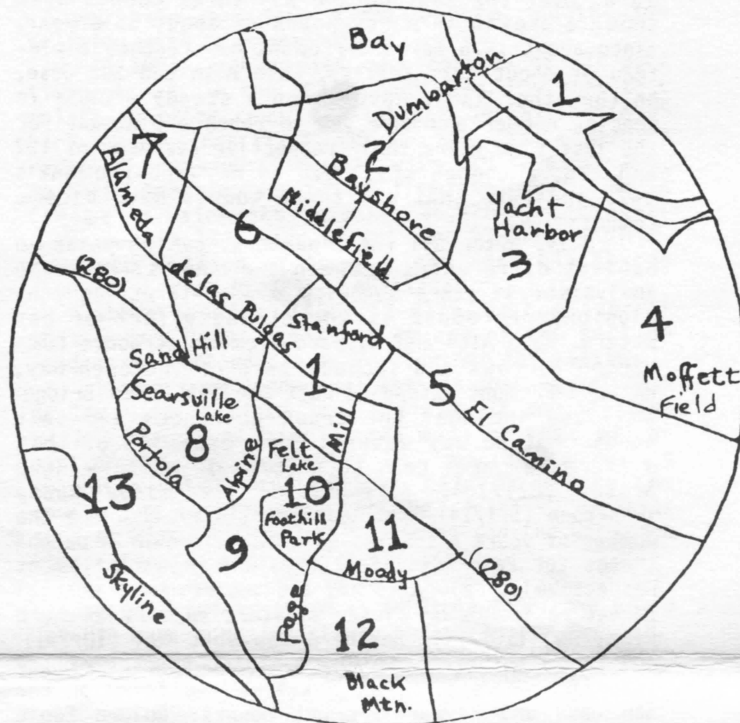 Bay
Dumbarton
1
2
Bayshore
Middlefield
Yacht
Harbor
3
7
Alameda
6
de las Pulgas
(280)
Stanford
4
Moffett
Field
Sand Hill
1
5
El Camino
Searsville
Lake
8
Portola
Alpine
Mill
Felt
Lake
10
Foothill
Park
11
Moody
(280)
13
9
Skyline
Page
12
Black
Mtn.